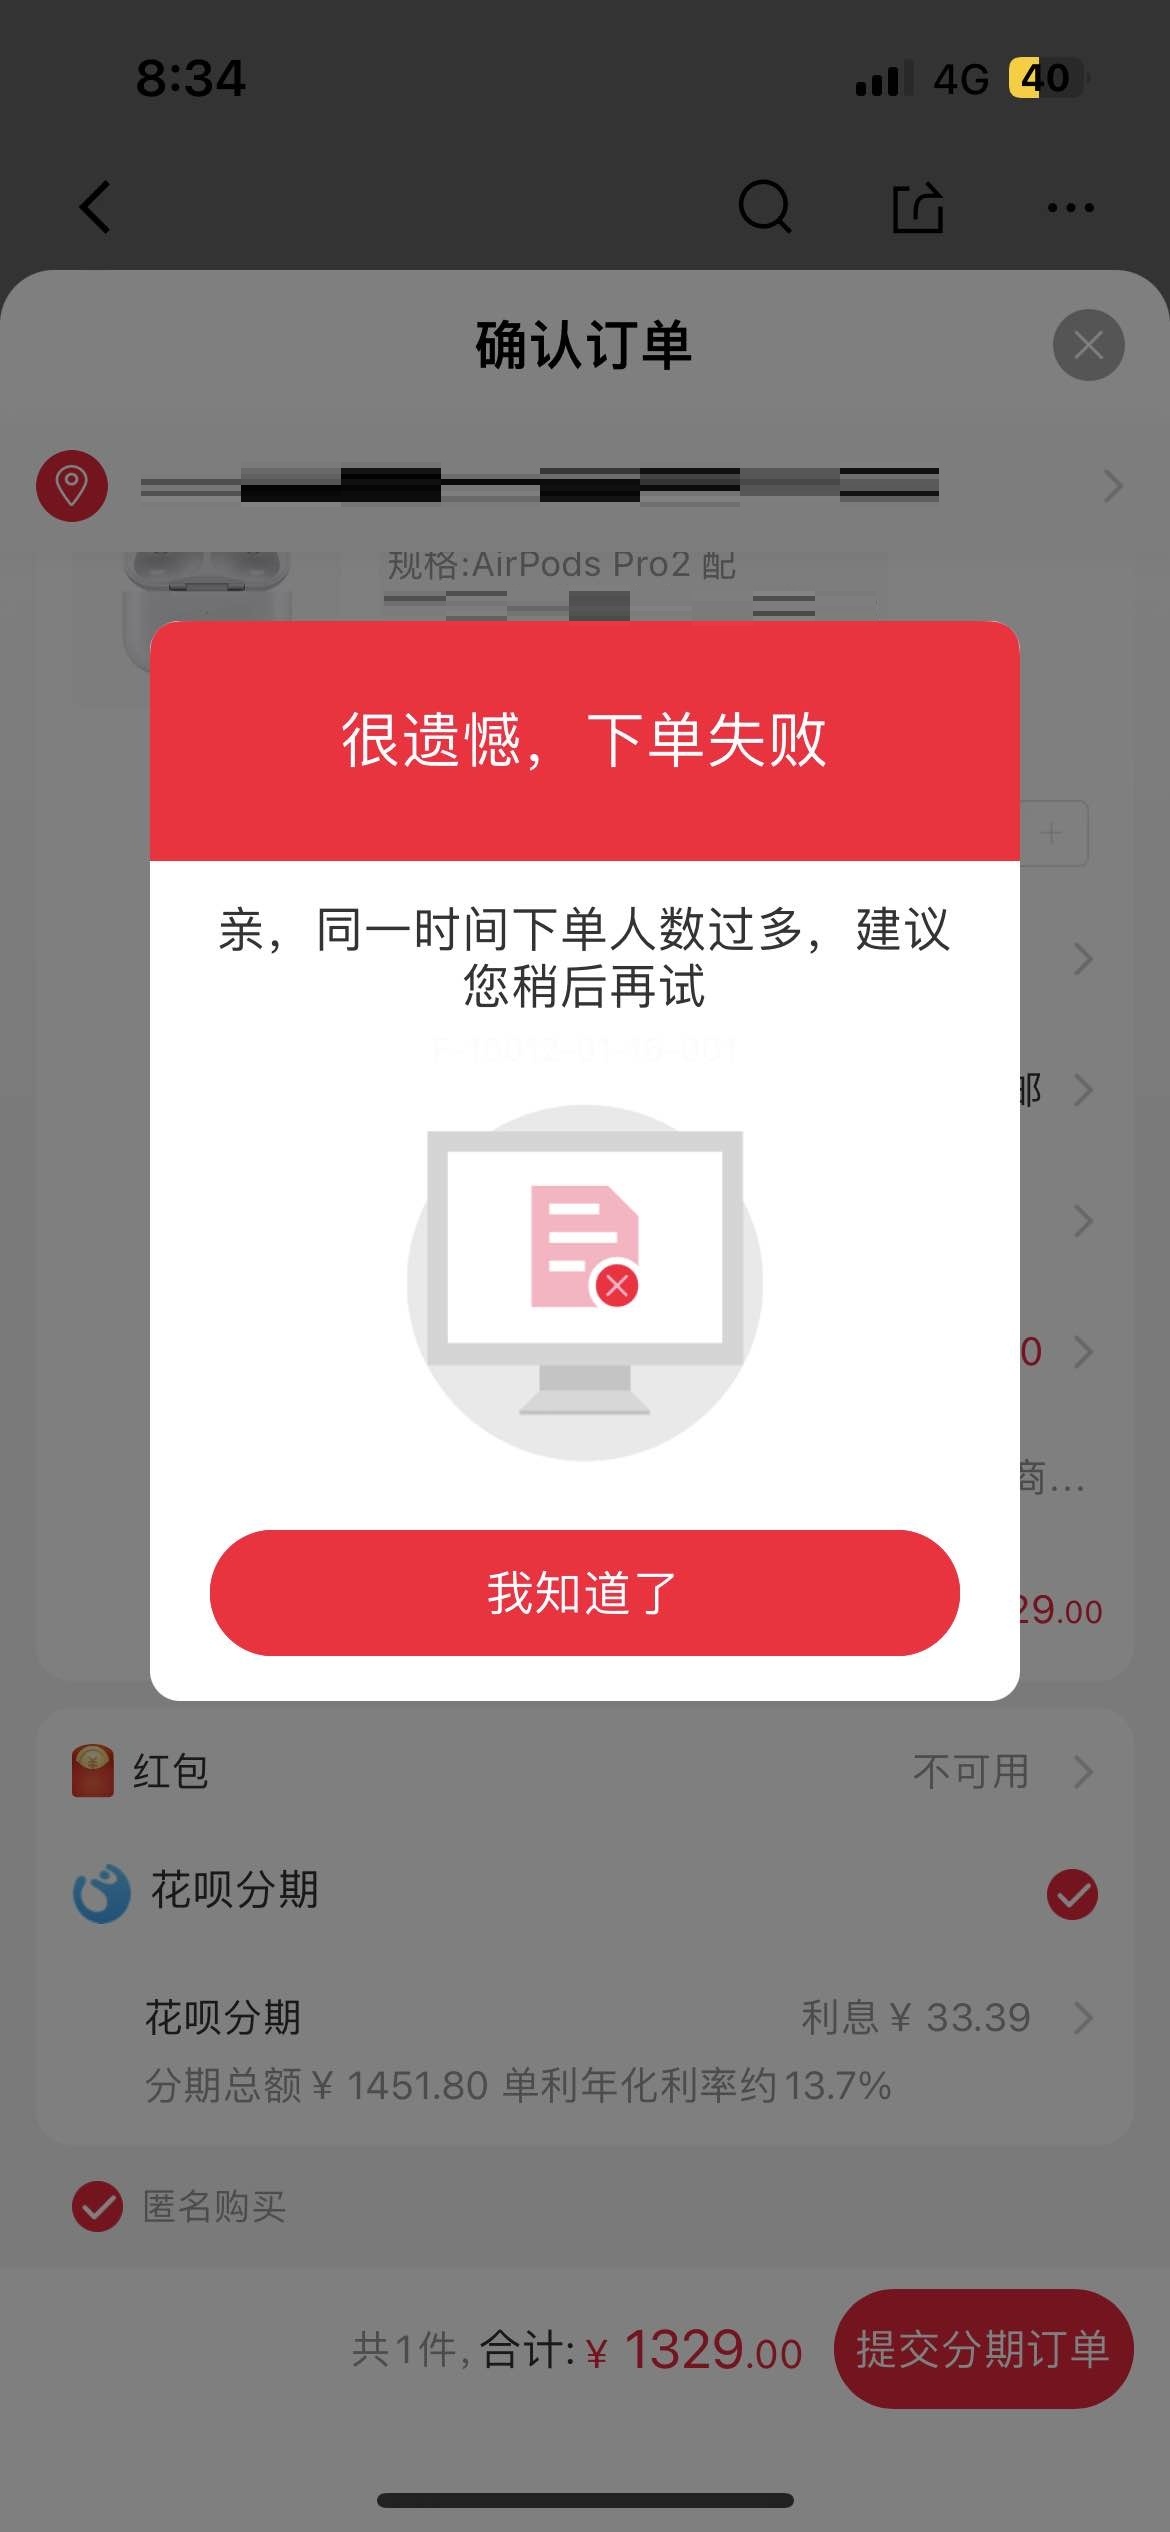 8:34
4G 40
确认订单
规格:AirPods Pro2 配
很遗憾，下单失败
亲，同一时间下单人数过多，建议
您稍后再试
F-10012-01-16-001
邮
0
商...
29.00
我知道了
红包 不可用
花呗分期
花呗分期 利息 ¥ 33.39
分期总额 ¥ 1451.80 单利年化利率约13.7%
匿名购买
共1件, 合计: ¥ 1329.00 提交分期订单